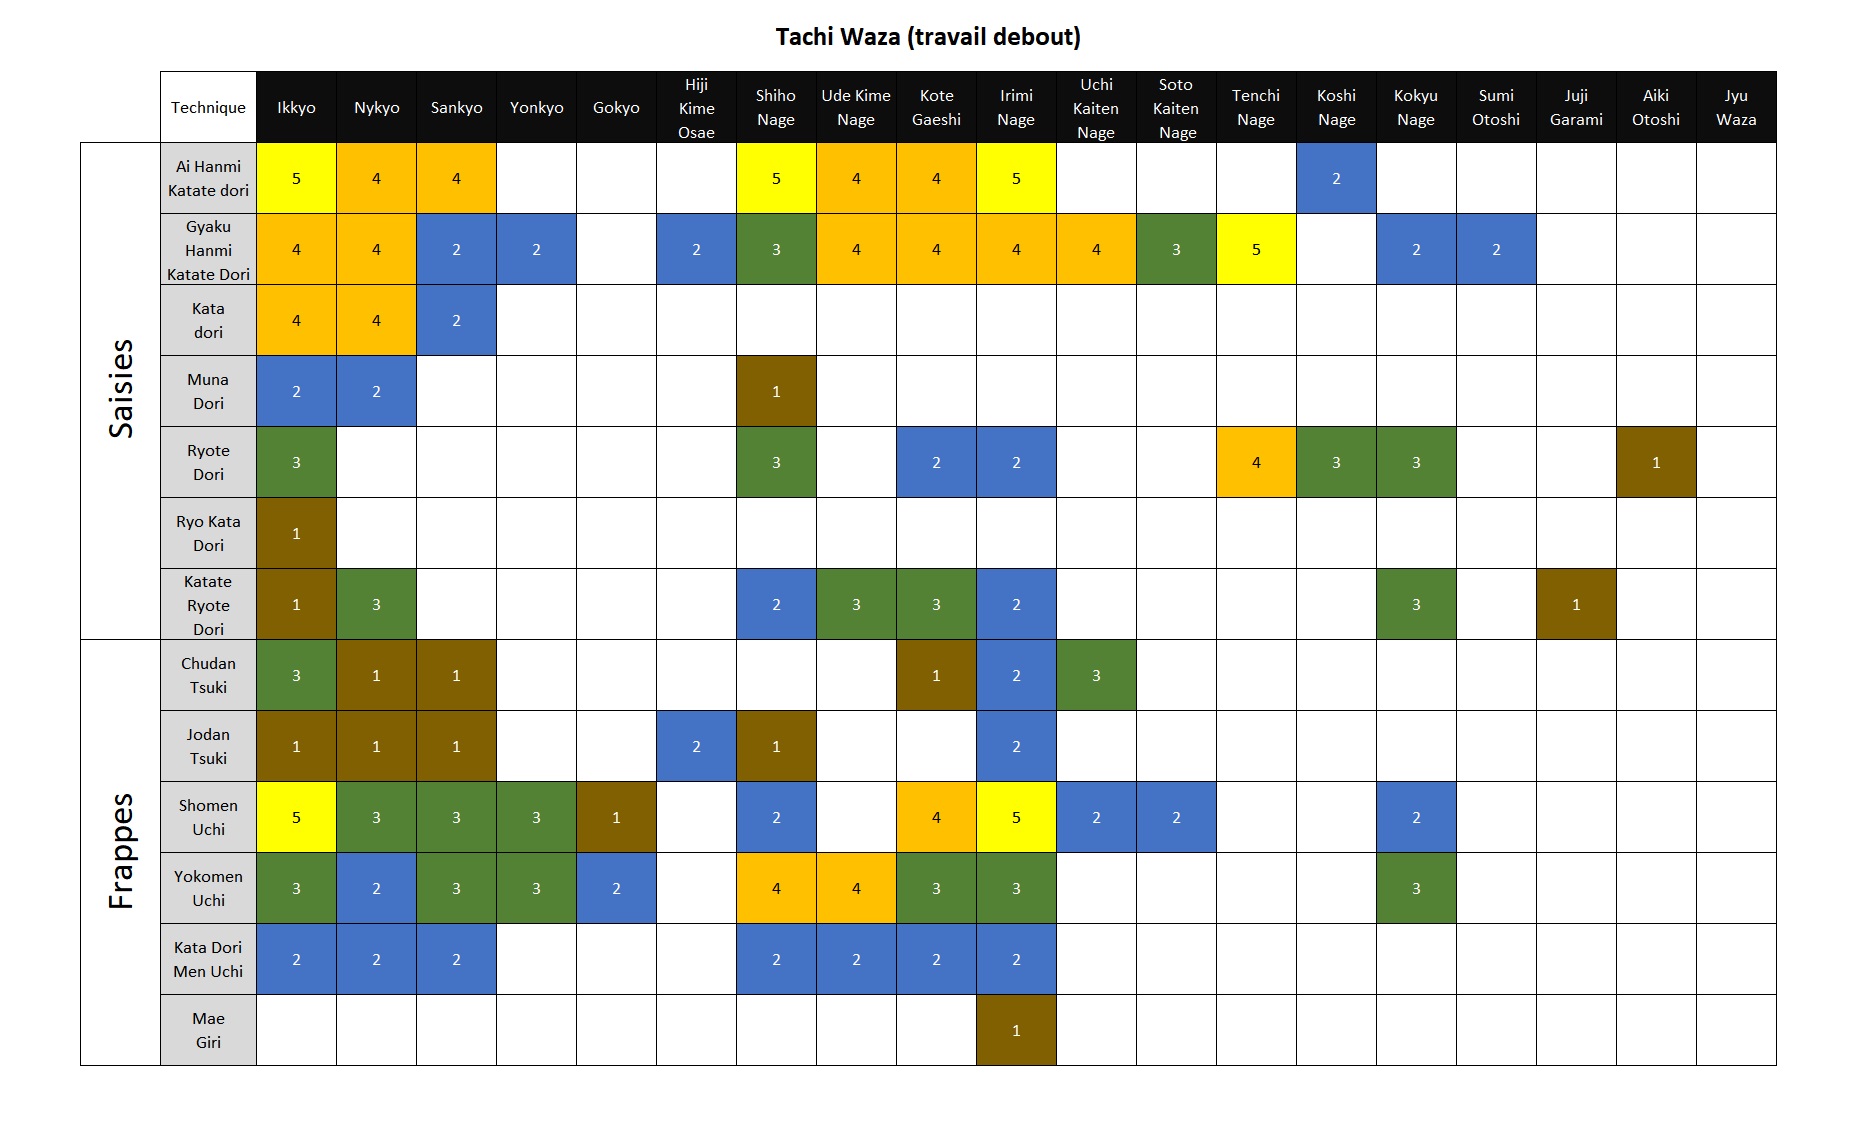 Tachi Waza (travail debout)
Technique Ikkyo Nykyo Sankyo Yonkyo Gokyo Hiji Kime Osae Shiho Nage Ude Kime Nage Kote Gaeshi Irimi Nage Uchi Kaiten Nage Soto Kaiten Nage Tenchi Nage Koshi Nage Kokyu Nage Sumi Otoshi Juji Garami Aiki Otoshi Jyu Waza
Saisies
Ai Hanmi Katate dori 5 4 4 5 4 4 5 2
Gyaku Hanmi Katate Dori 4 4 2 2 2 3 4 4 4 4 3 5 2 2
Kata dori 4 4 2
Muna Dori 2 2 1
Ryote Dori 3 3 2 2 4 3 3 1
Ryo Kata Dori 1
Katate Ryote Dori 1 3 2 3 3 2 3 1
Frappes
Chudan Tsuki 3 1 1 1 2 3
Jodan Tsuki 1 1 1 2 1 2
Shomen Uchi 5 3 3 3 1 2 4 5 2 2 2
Yokomen Uchi 3 2 3 3 2 4 4 3 3 3
Kata Dori Men Uchi 2 2 2 2 2 2 2
Mae Giri 1